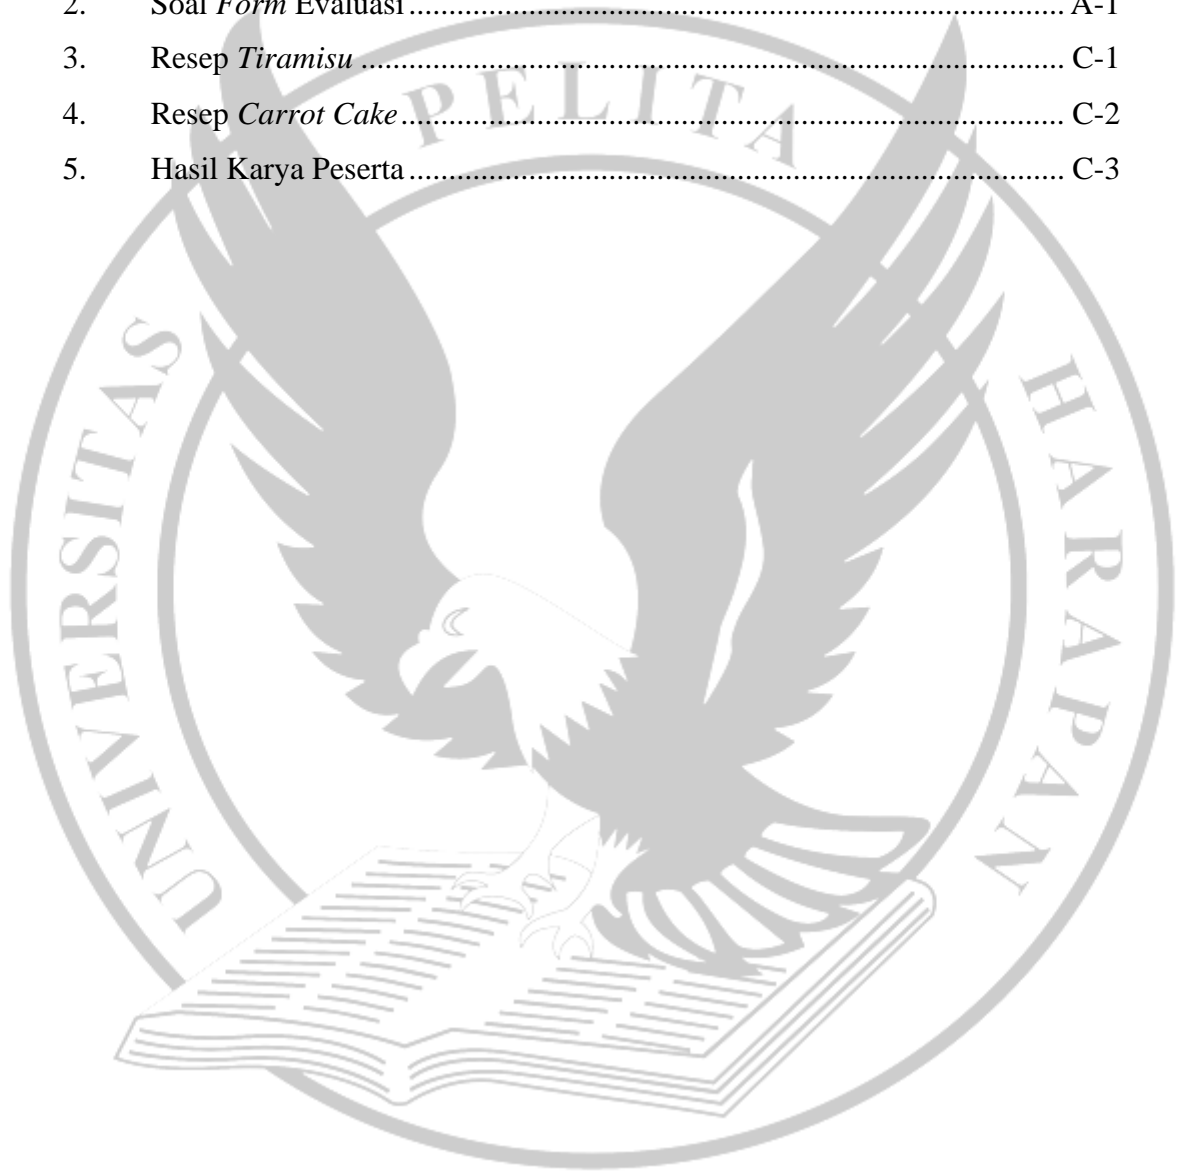 2. Soal Form Evaluasi ........................................................................ A-1
3. Resep Tiramisu ........................................................................ C-1
4. Resep Carrot Cake ........................................................................ C-2
5. Hasil Karya Peserta ........................................................................ C-3
UNIVERSITAS PELITA HARAPAN